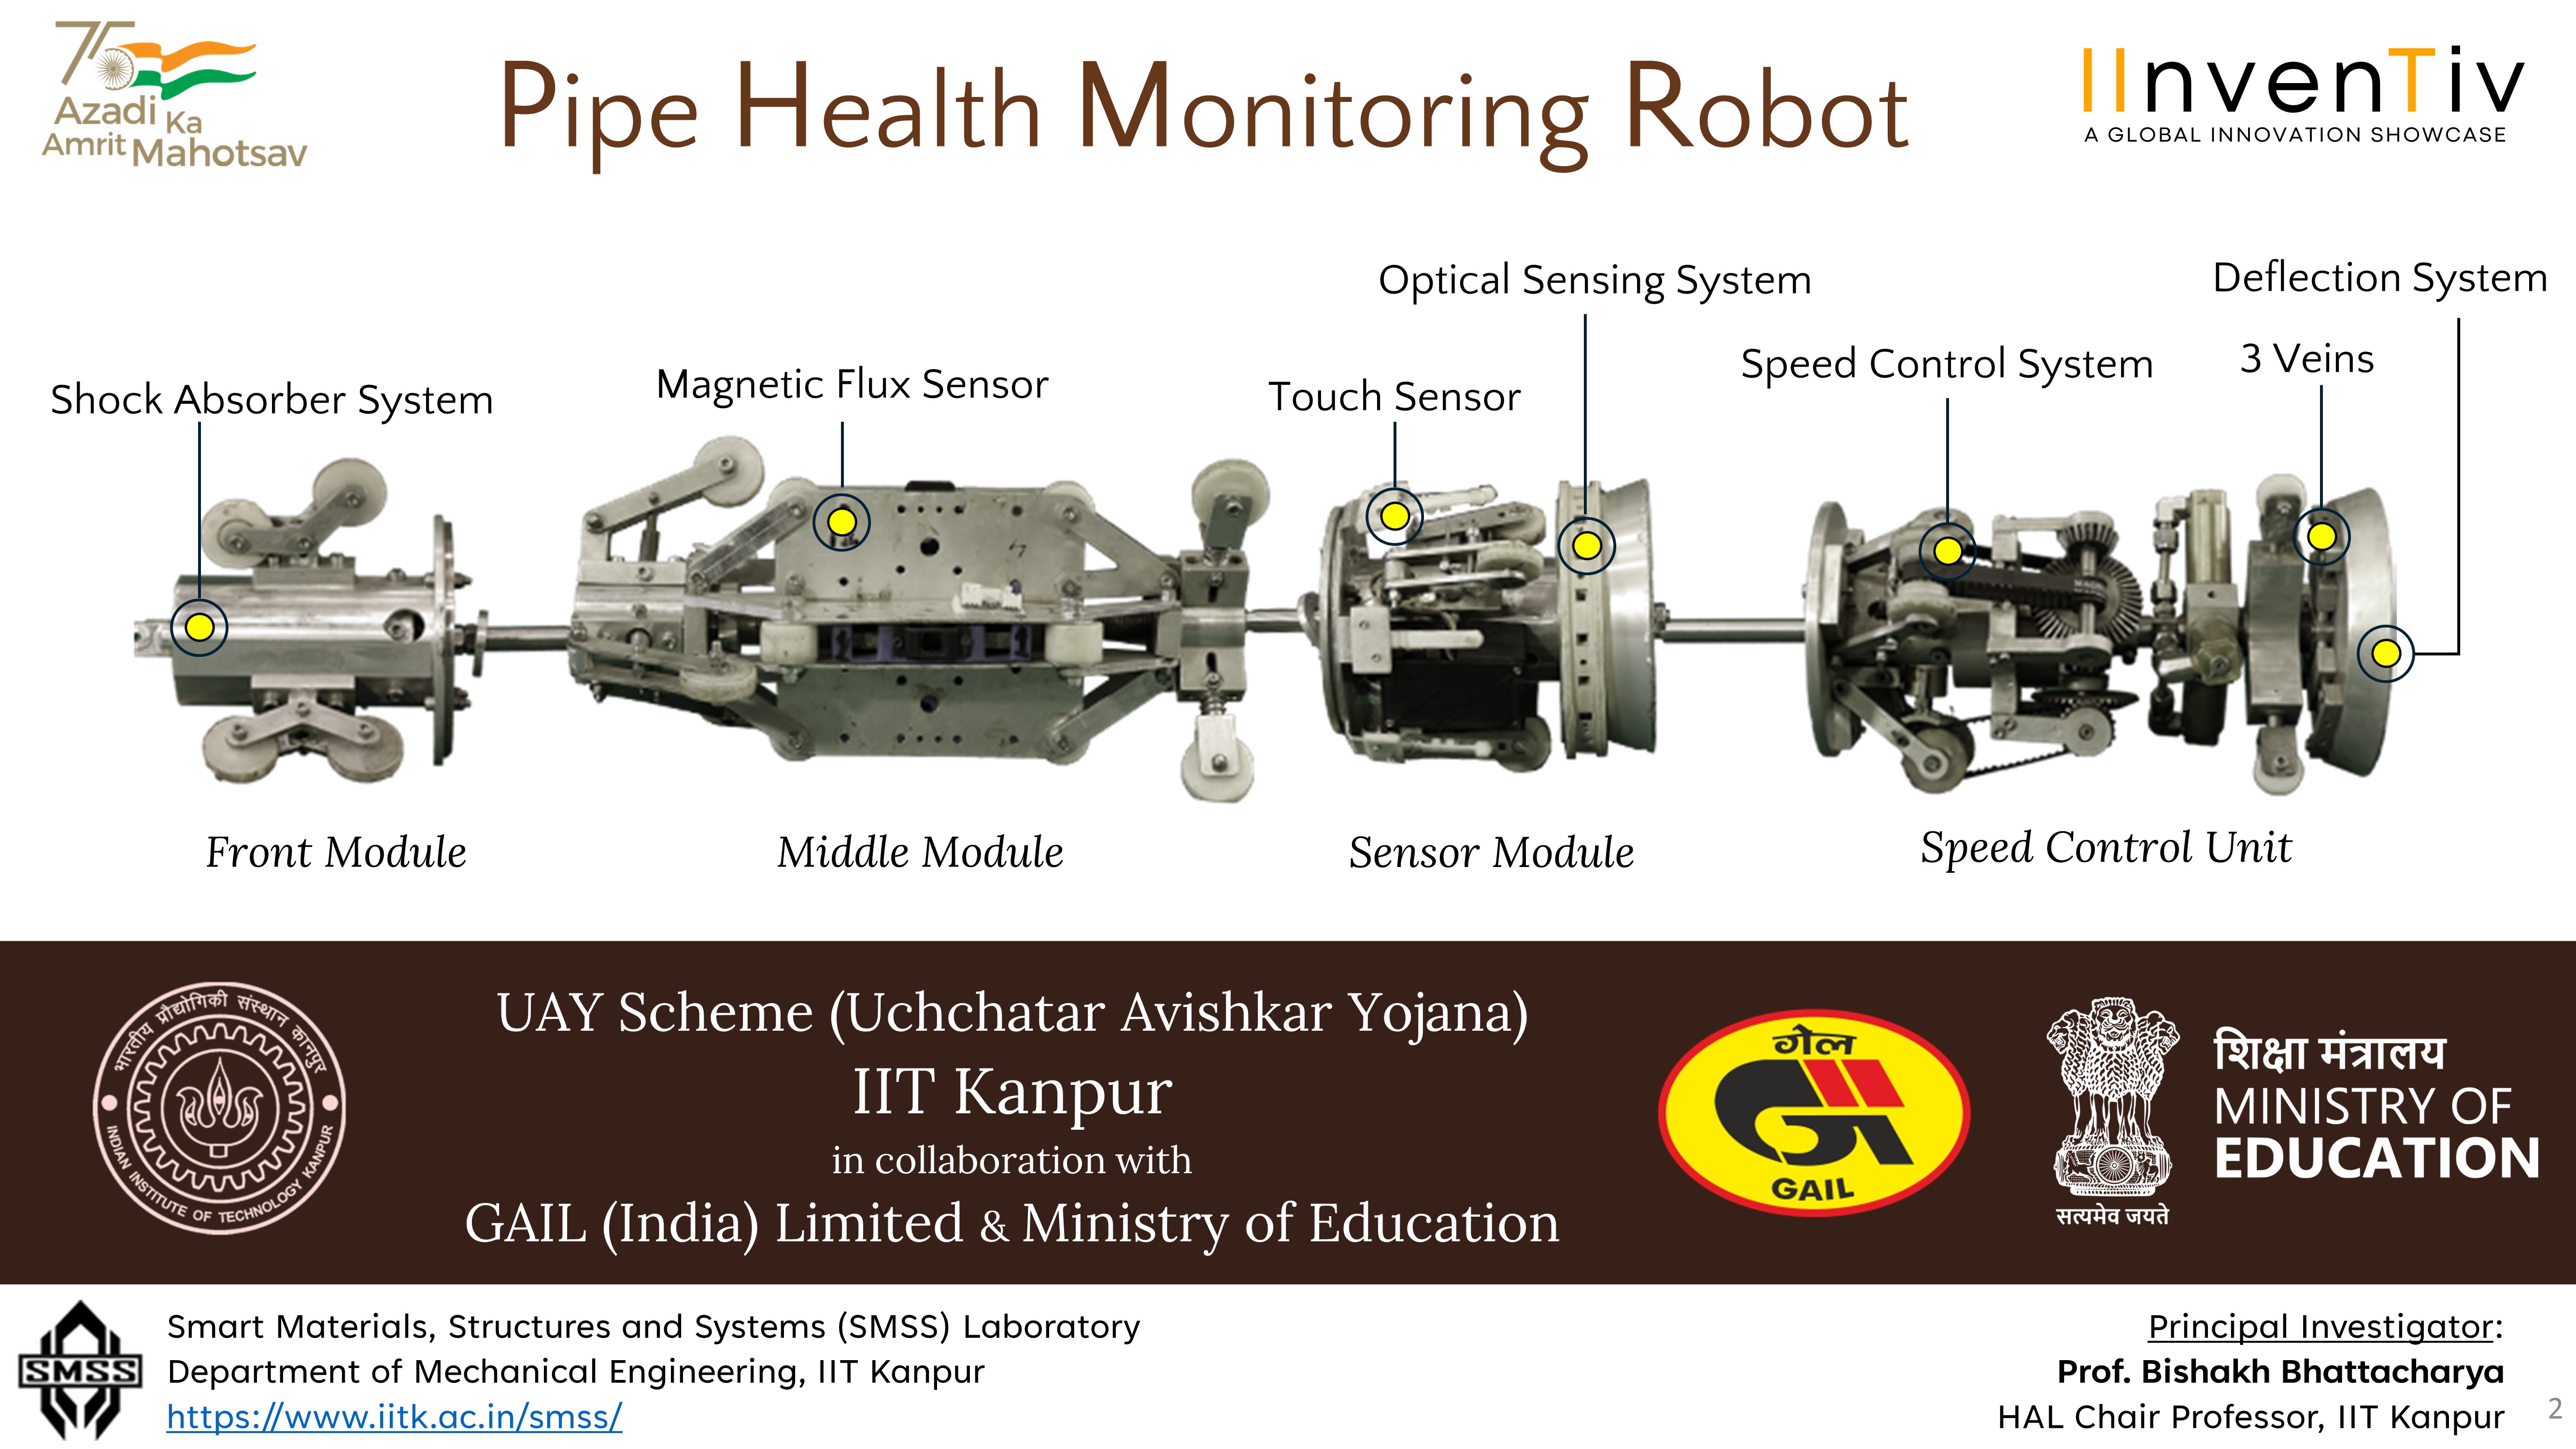 75
Azadi Ka
Amrit Mahotsav
Pipe Health Monitoring Robot
IInvenTiv
A GLOBAL INNOVATION SHOWCASE
Optical Sensing System
Deflection System
3 Veins
Speed Control System
Magnetic Flux Sensor
Touch Sensor
Shock Absorber System
Front Module
Middle Module
Sensor Module
Speed Control Unit
भारतीय प्रौद्योगिकी संस्थान कानपुर
INDIAN INSTITUTE OF TECHNOLOGY KANPUR
UAY Scheme (Uchchatar Avishkar Yojana)
IIT Kanpur
in collaboration with
GAIL (India) Limited & Ministry of Education
गेल
GAIL
सत्यमेव जयते
शिक्षा मंत्रालय
MINISTRY OF
EDUCATION
SMSS
Smart Materials, Structures and Systems (SMSS) Laboratory
Department of Mechanical Engineering, IIT Kanpur
https://www.iitk.ac.in/smss/
Principal Investigator:
Prof. Bishakh Bhattacharya
HAL Chair Professor, IIT Kanpur
2